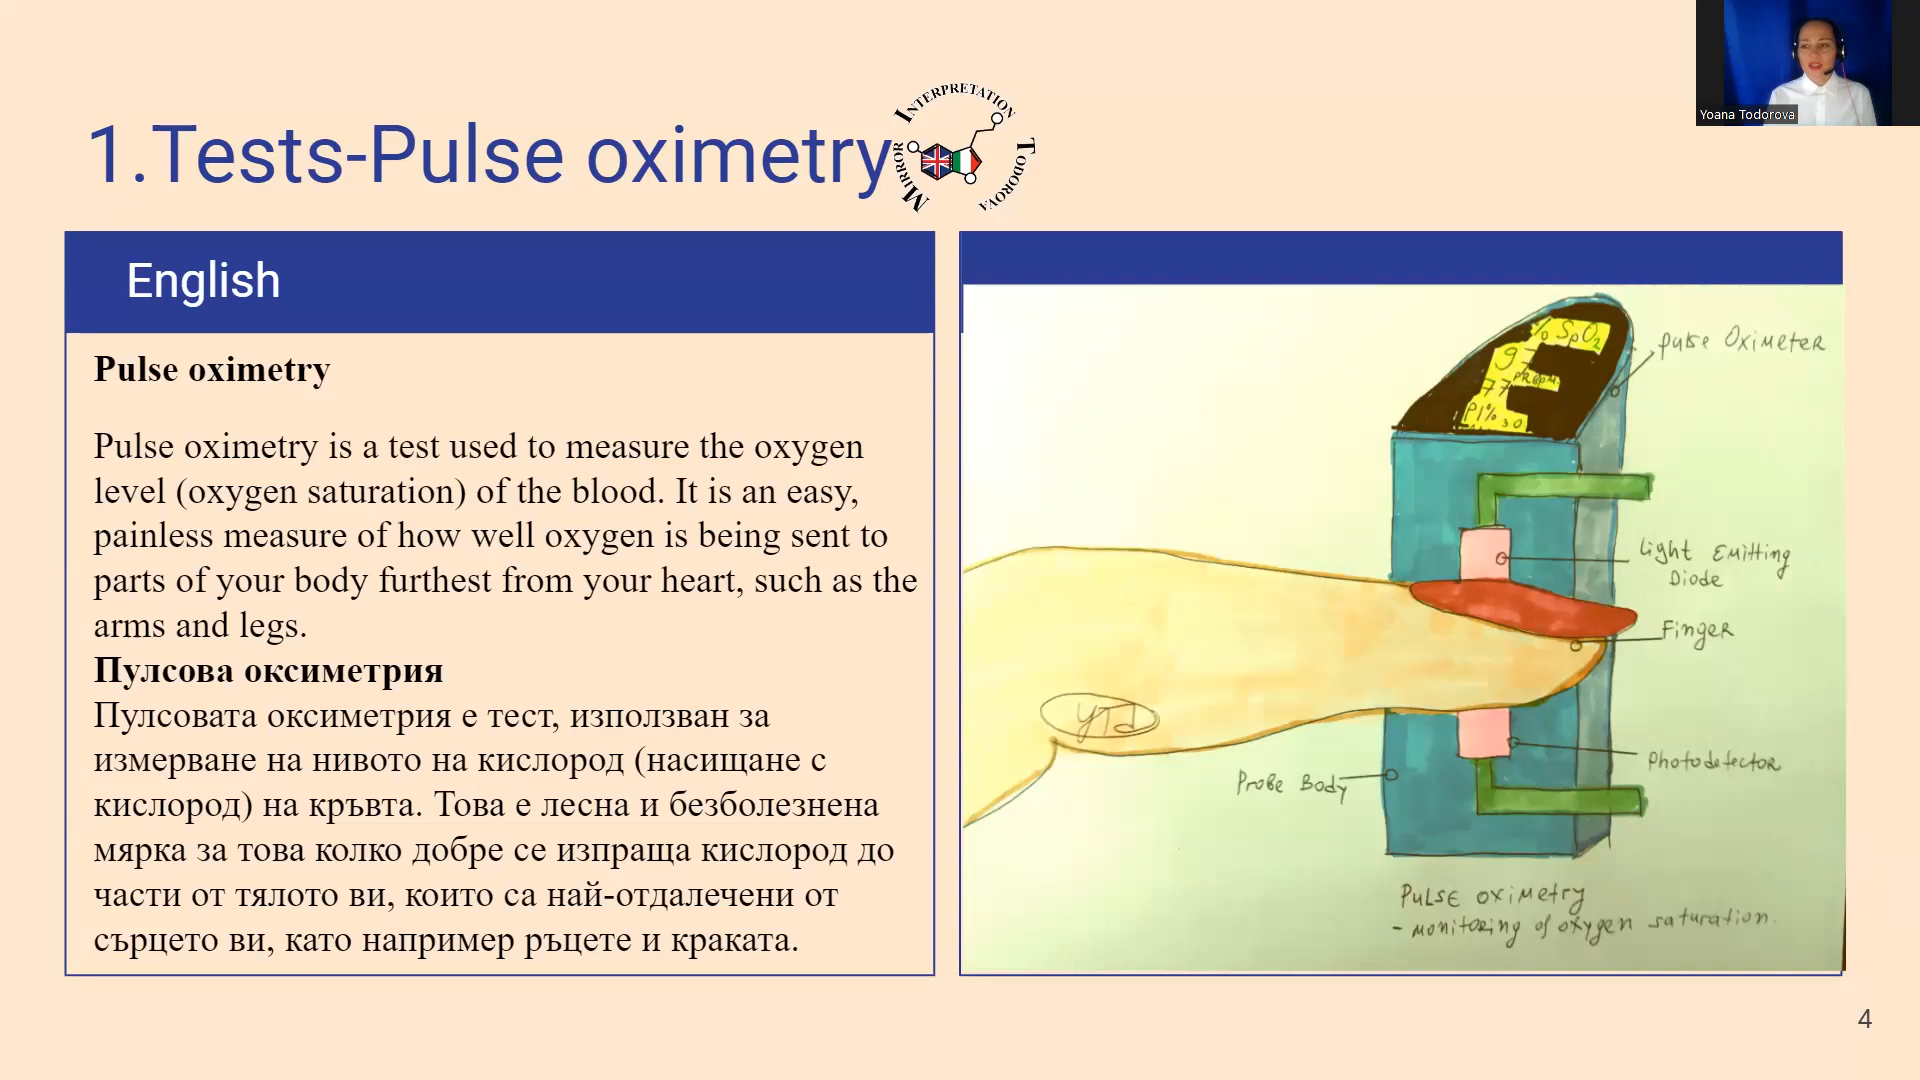 Yoana Todorova
1.Tests-Pulse oximetry
MIRROR INTERPRETATION TODOROVA
English
Pulse oximetry
Pulse oximetry is a test used to measure the oxygen
level (oxygen saturation) of the blood. It is an easy,
painless measure of how well oxygen is being sent to
parts of your body furthest from your heart, such as the
arms and legs.
Пулсова оксиметрия
Пулсовата оксиметрия е тест, използван за
измерване на нивото на кислород (насищане с
кислород) на кръвта. Това е лесна и безболезнена
мярка за това колко добре се изпраща кислород до
части от тялото ви, които са най-отдалечени от
сърцето ви, като например ръцете и краката.
% SpO2
77 PR BPM
PI%
Pulse Oximeter
Light Emitting
Diode
Finger
YTd
Photodetector
Probe Body
Pulse oximetry
- monitoring of oxygen saturation.
4